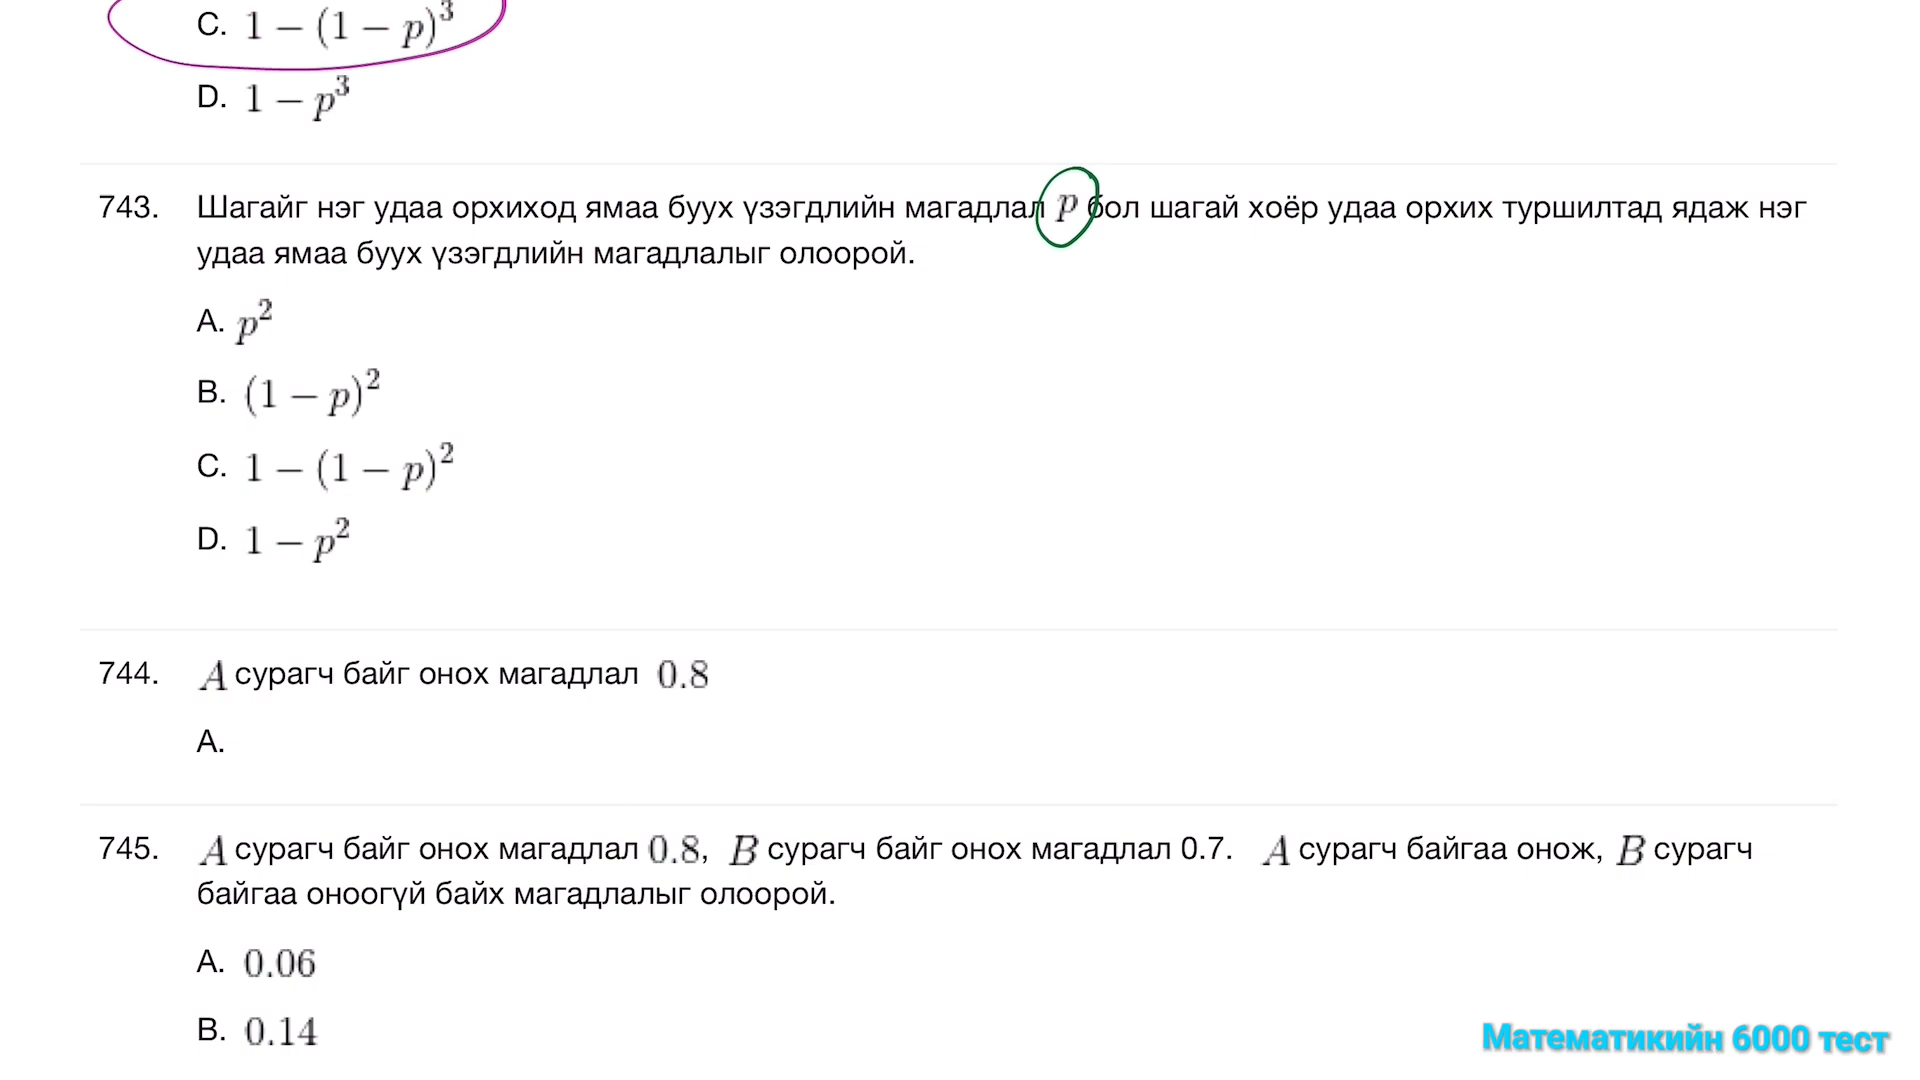 C. 1 − (1 − p)³
D. 1 − p³
743. Шагайг нэг удаа орхиход ямаа буух үзэгдлийн магадлал p бол шагай хоёр удаа орхих туршилтад ядаж нэг
удаа ямаа буух үзэгдлийн магадлалыг олоорой.
A. p²
B. (1 − p)²
C. 1 − (1 − p)²
D. 1 − p²
744. A сурагч байг онох магадлал 0.8
A.
745. A сурагч байг онох магадлал 0.8, B сурагч байг онох магадлал 0.7. A сурагч байгаа онож, B сурагч
байгаа оноогүй байх магадлалыг олоорой.
A. 0.06
B. 0.14
Математикийн 6000 тест